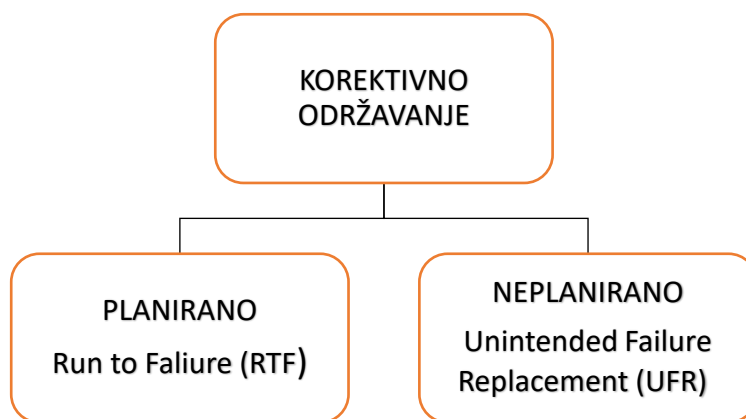 KOREKTIVNO
ODRŽAVANJE
PLANIRANO
Run to Faliure (RTF)
NEPLANIRANO
Unintended Failure
Replacement (UFR)